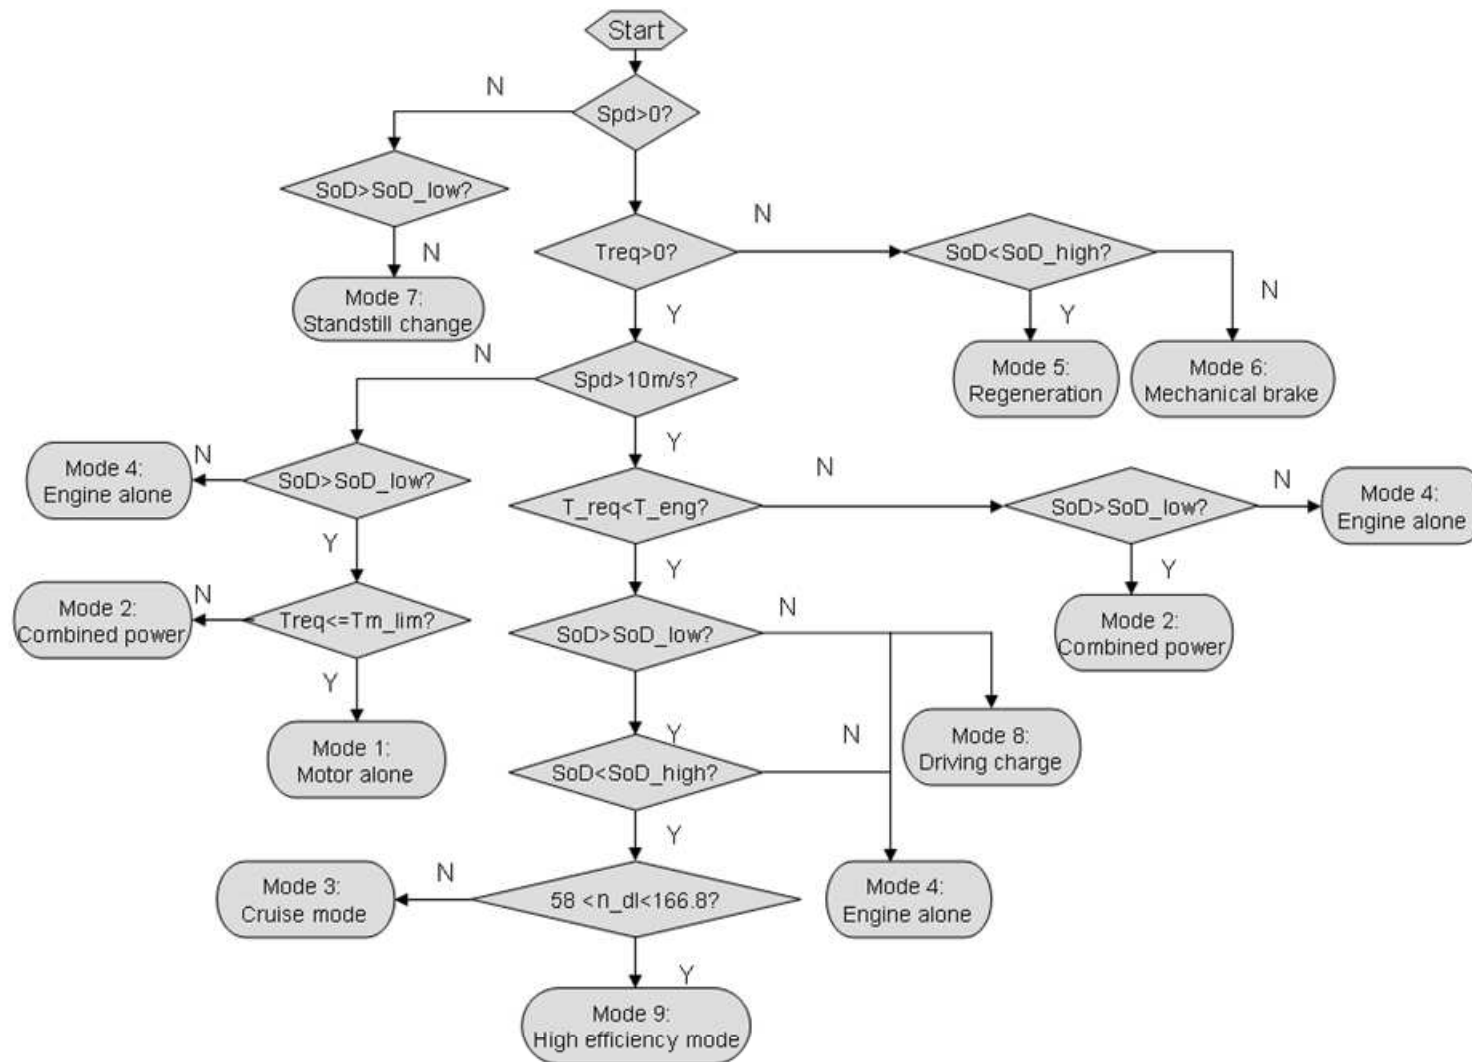 Start
N
Spd>0?
SoD>SoD_low?
N
Treq>0?
N
SoD<SoD_high?
Mode 7:
Standstill change
Y
Y
N
N
Spd>10m/s?
Mode 5:
Regeneration
Mode 6:
Mechanical brake
Y
N
N
N
Mode 4:
Engine alone
SoD>SoD_low?
T_req<T_eng?
SoD>SoD_low?
Mode 4:
Engine alone
Y
Y
Y
N
Mode 2:
Combined power
Treq<=Tm_lim?
N
SoD>SoD_low?
Mode 2:
Combined power
Y
Y
N
Mode 1:
Motor alone
SoD<SoD_high?
Mode 8:
Driving charge
Y
N
Mode 3:
Cruise mode
58 <n_dl<166.8?
Mode 4:
Engine alone
Y
Mode 9:
High efficiency mode